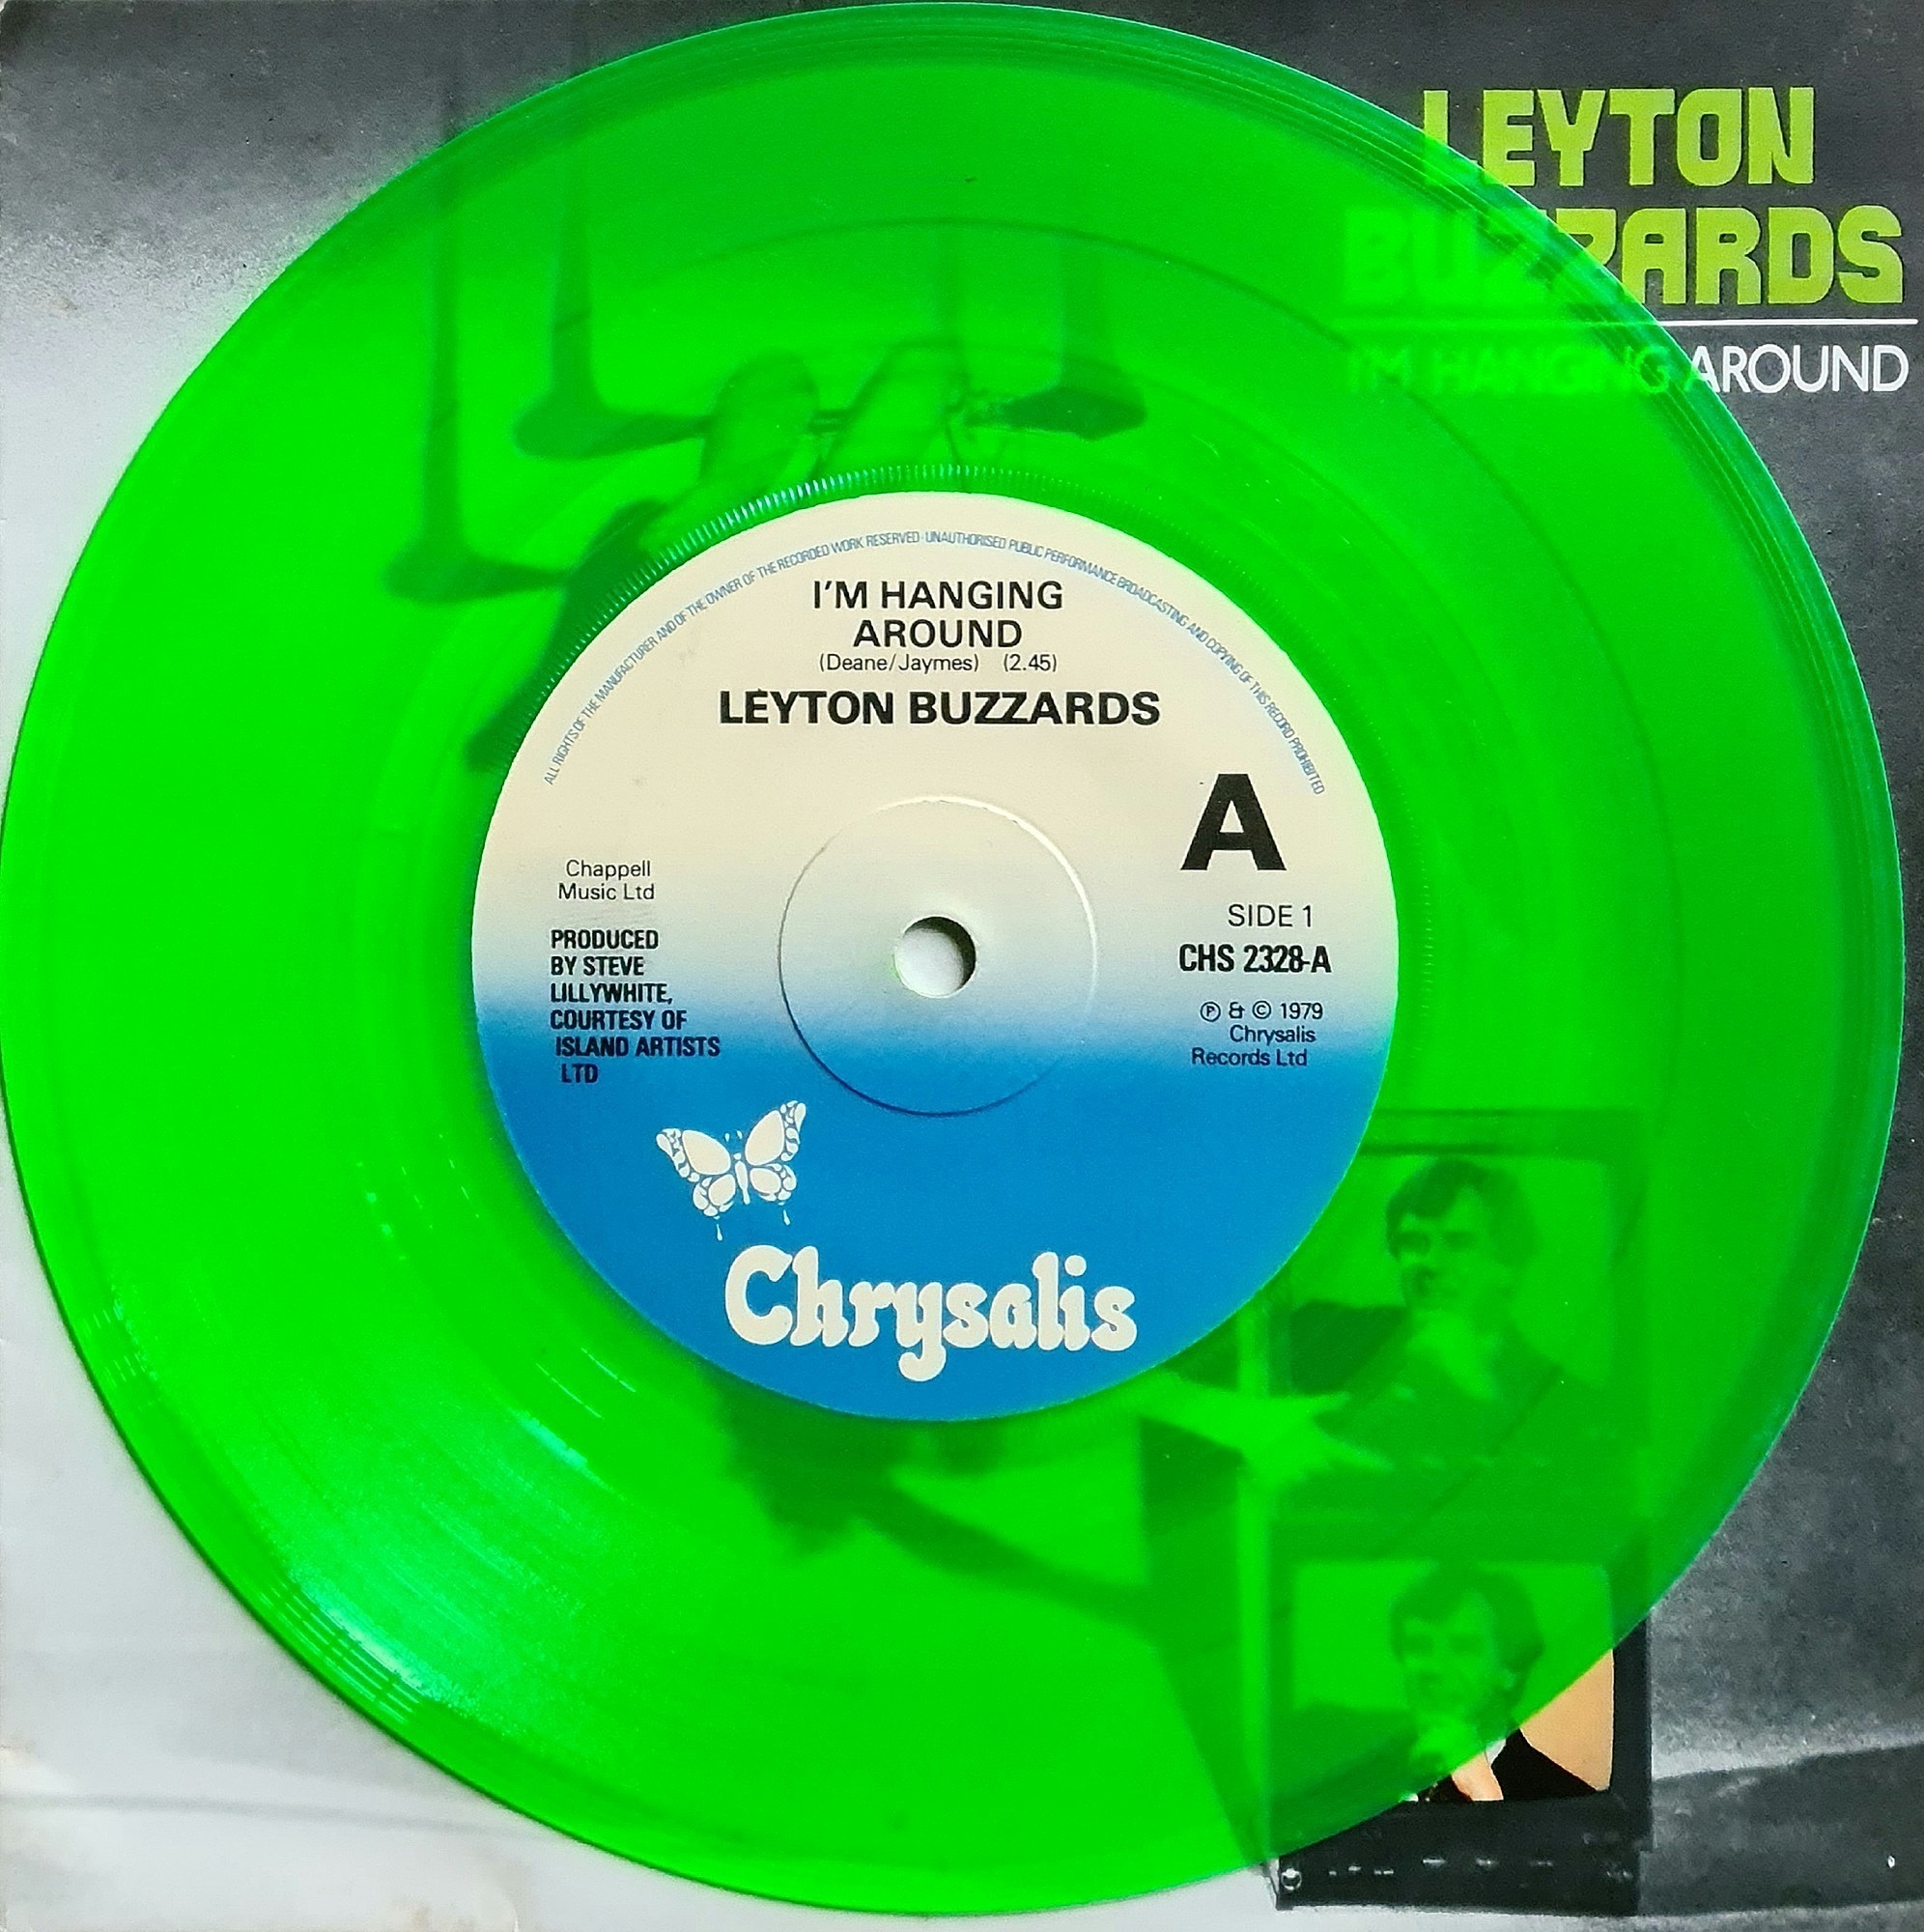 LEYTON
BUZZARDS
I'M HANGING AROUND
ALL RIGHTS OF THE MANUFACTURER AND OF THE OWNER OF THE RECORDED WORK RESERVED · UNAUTHORISED PUBLIC PERFORMANCE BROADCASTING AND COPYING OF THIS RECORD PROHIBITED
I'M HANGING
AROUND
(Deane/Jaymes) (2.45)
LEYTON BUZZARDS
A
SIDE 1
CHS 2328-A
℗ & © 1979
Chrysalis
Records Ltd
Chappell
Music Ltd
PRODUCED
BY STEVE
LILLYWHITE,
COURTESY OF
ISLAND ARTISTS
LTD
Chrysalis